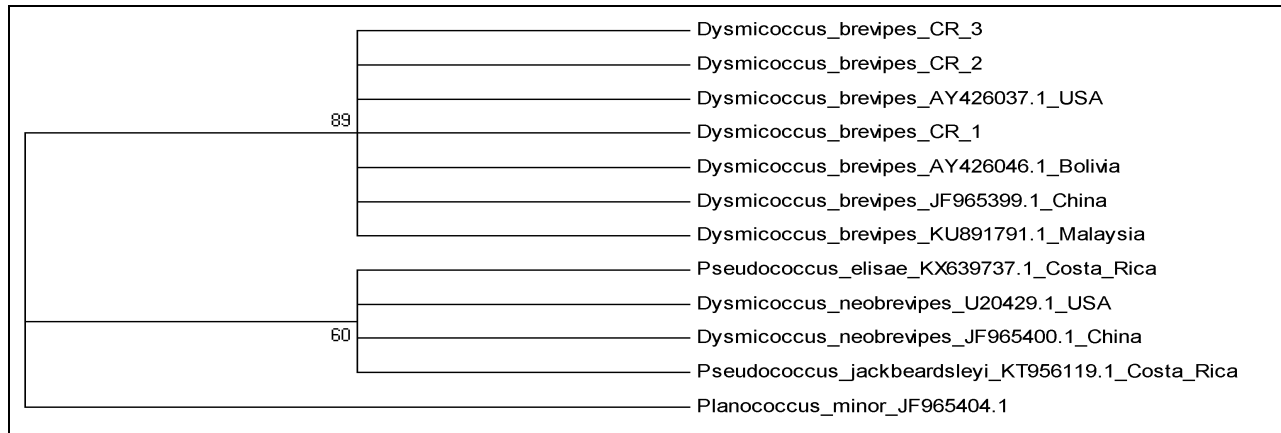 Dysmicoccus_brevipes_CR_3
Dysmicoccus_brevipes_CR_2
Dysmicoccus_brevipes_AY426037.1_USA
89
Dysmicoccus_brevipes_CR_1
Dysmicoccus_brevipes_AY426046.1_Bolivia
Dysmicoccus_brevipes_JF965399.1_China
Dysmicoccus_brevipes_KU891791.1_Malaysia
Pseudococcus_elisae_KX639737.1_Costa_Rica
Dysmicoccus_neobrevipes_U20429.1_USA
60
Dysmicoccus_neobrevipes_JF965400.1_China
Pseudococcus_jackbeardsleyi_KT956119.1_Costa_Rica
Planococcus_minor_JF965404.1